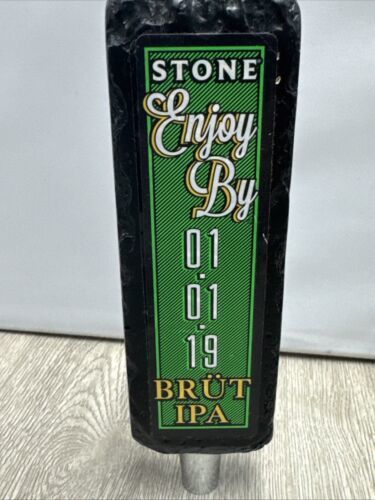 STONE
Enjoy
By
01
.
01
.
19
BRÜT
IPA